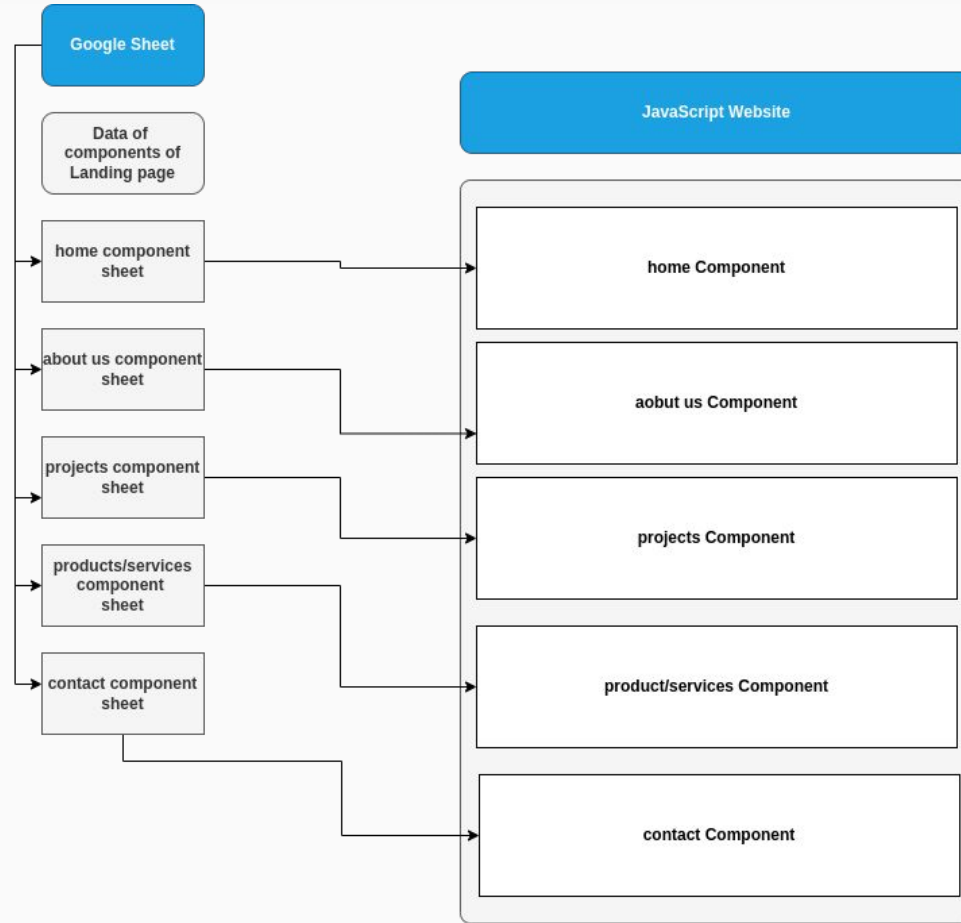 Google Sheet
Data of
components of
Landing page
home component
sheet
about us component
sheet
projects component
sheet
products/services
component
sheet
contact component
sheet
JavaScript Website
home Component
aobut us Component
projects Component
product/services Component
contact Component